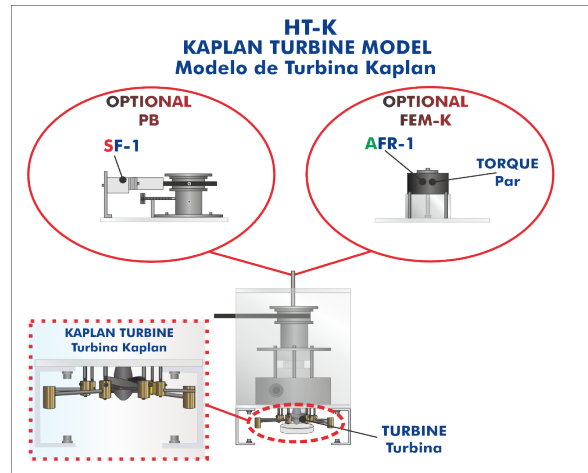 HT-K
KAPLAN TURBINE MODEL
Modelo de Turbina Kaplan
OPTIONAL
PB
SF-1
OPTIONAL
FEM-K
AFR-1
TORQUE
Par
KAPLAN TURBINE
Turbina Kaplan
TURBINE
Turbina